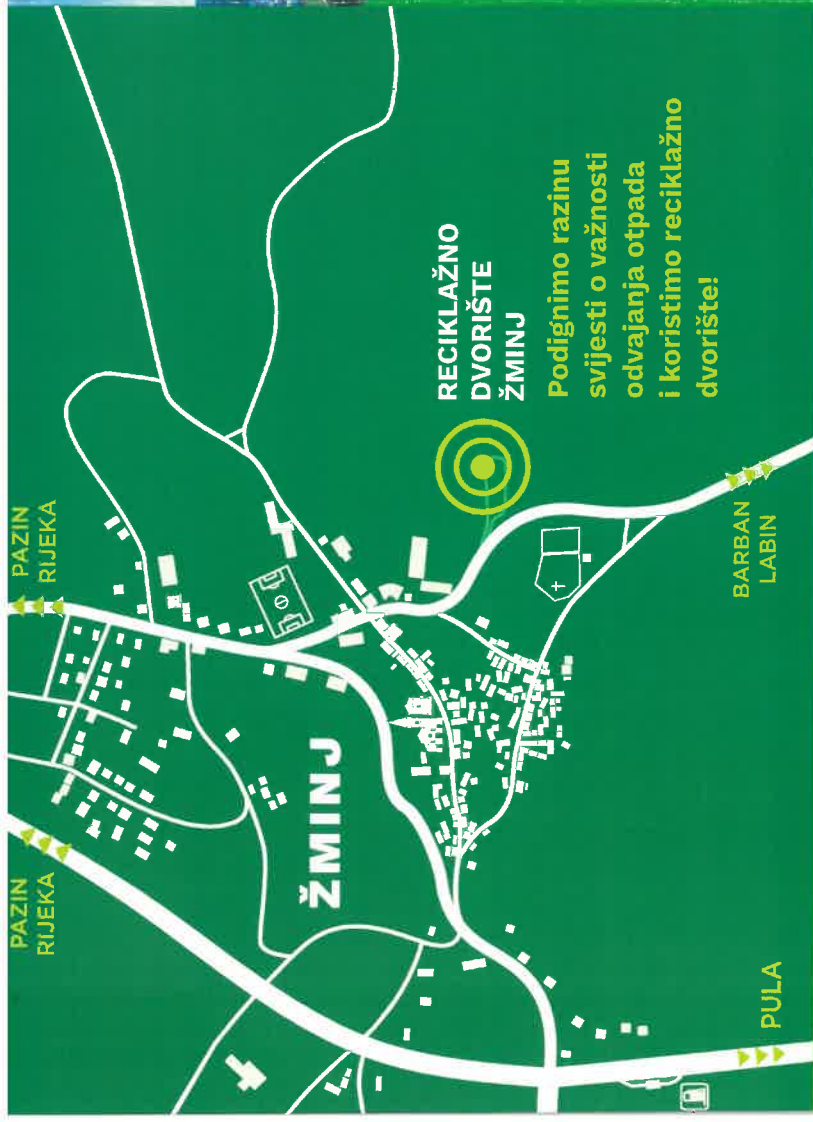 PAZIN
RIJEKA
PAZIN
RIJEKA
ŽMINJ
RECIKLAŽNO
DVORIŠTE
ŽMINJ
Podignimo razinu
svijesti o važnosti
odvajanja otpada
i koristimo reciklažno
dvorište!
BARBAN
LABIN
PULA